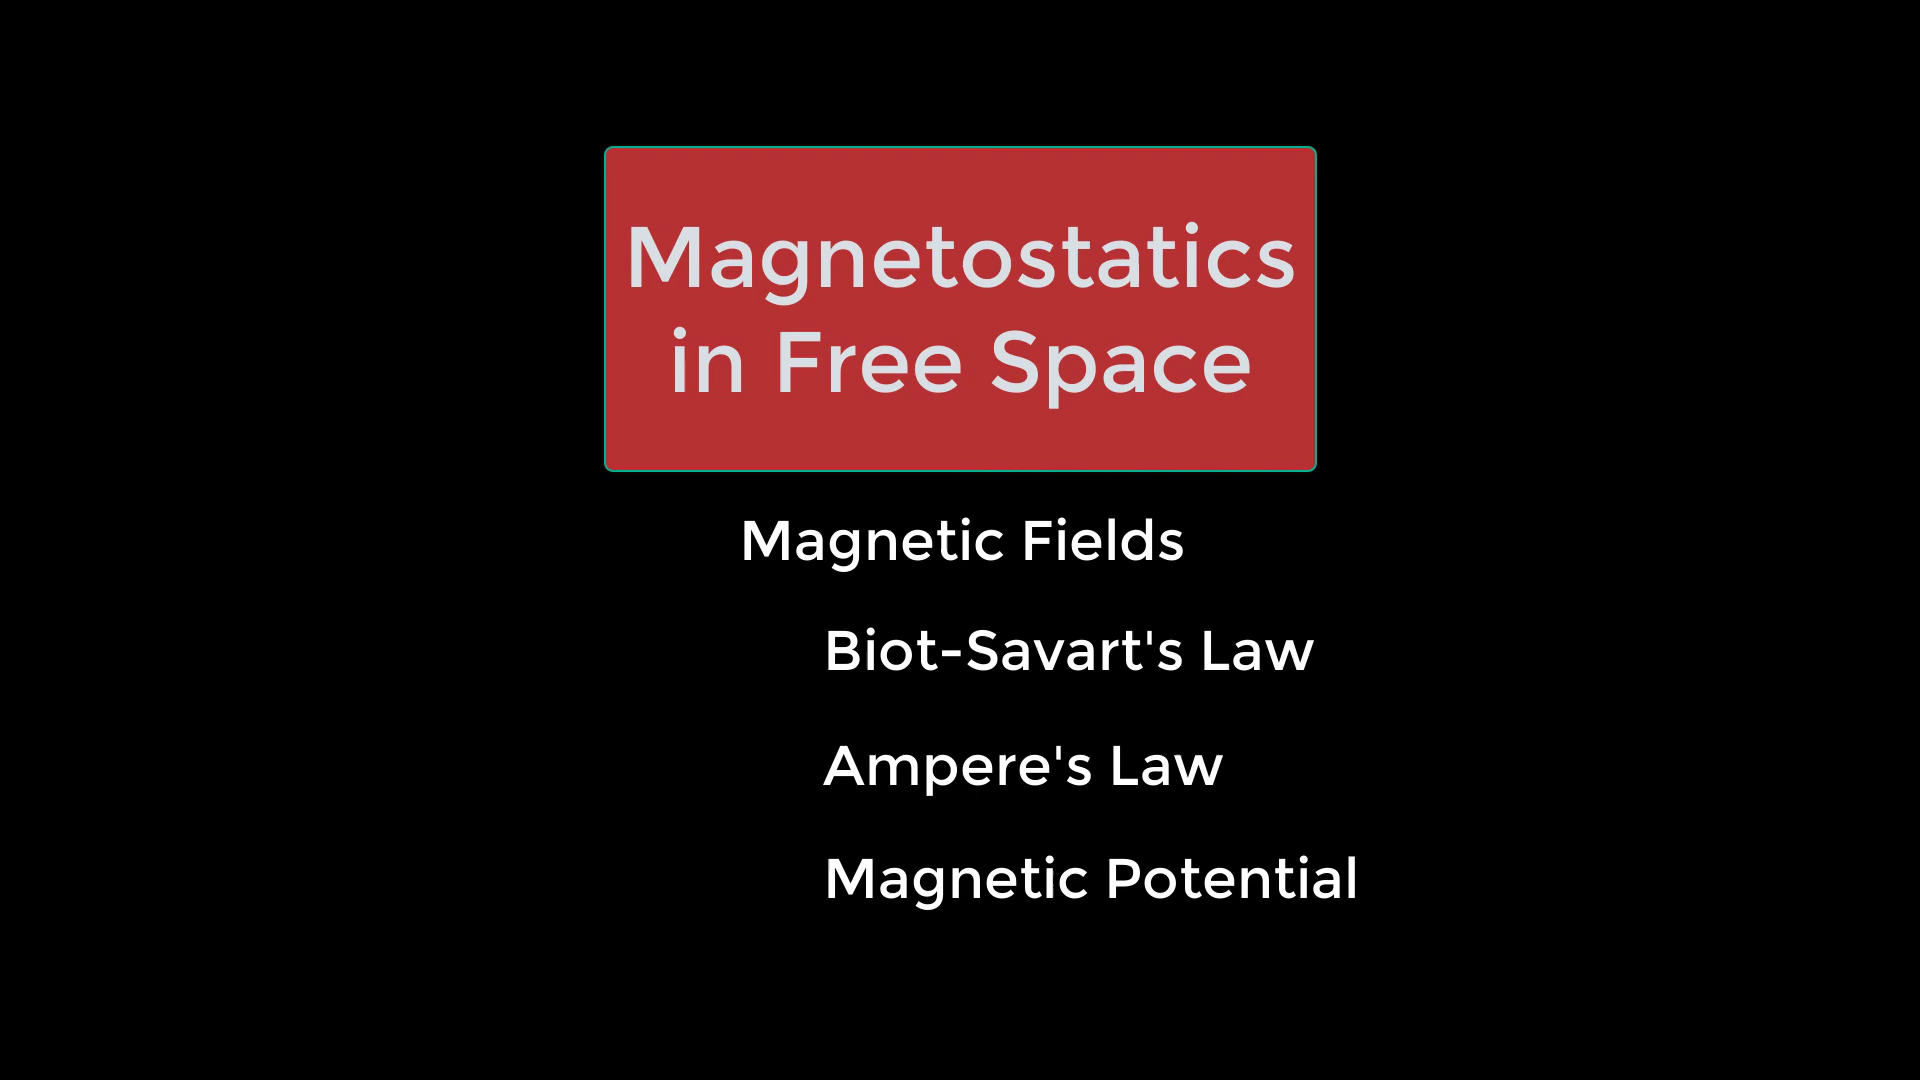 Magnetostatics
in Free Space
Magnetic Fields
Biot-Savart's Law
Ampere's Law
Magnetic Potential